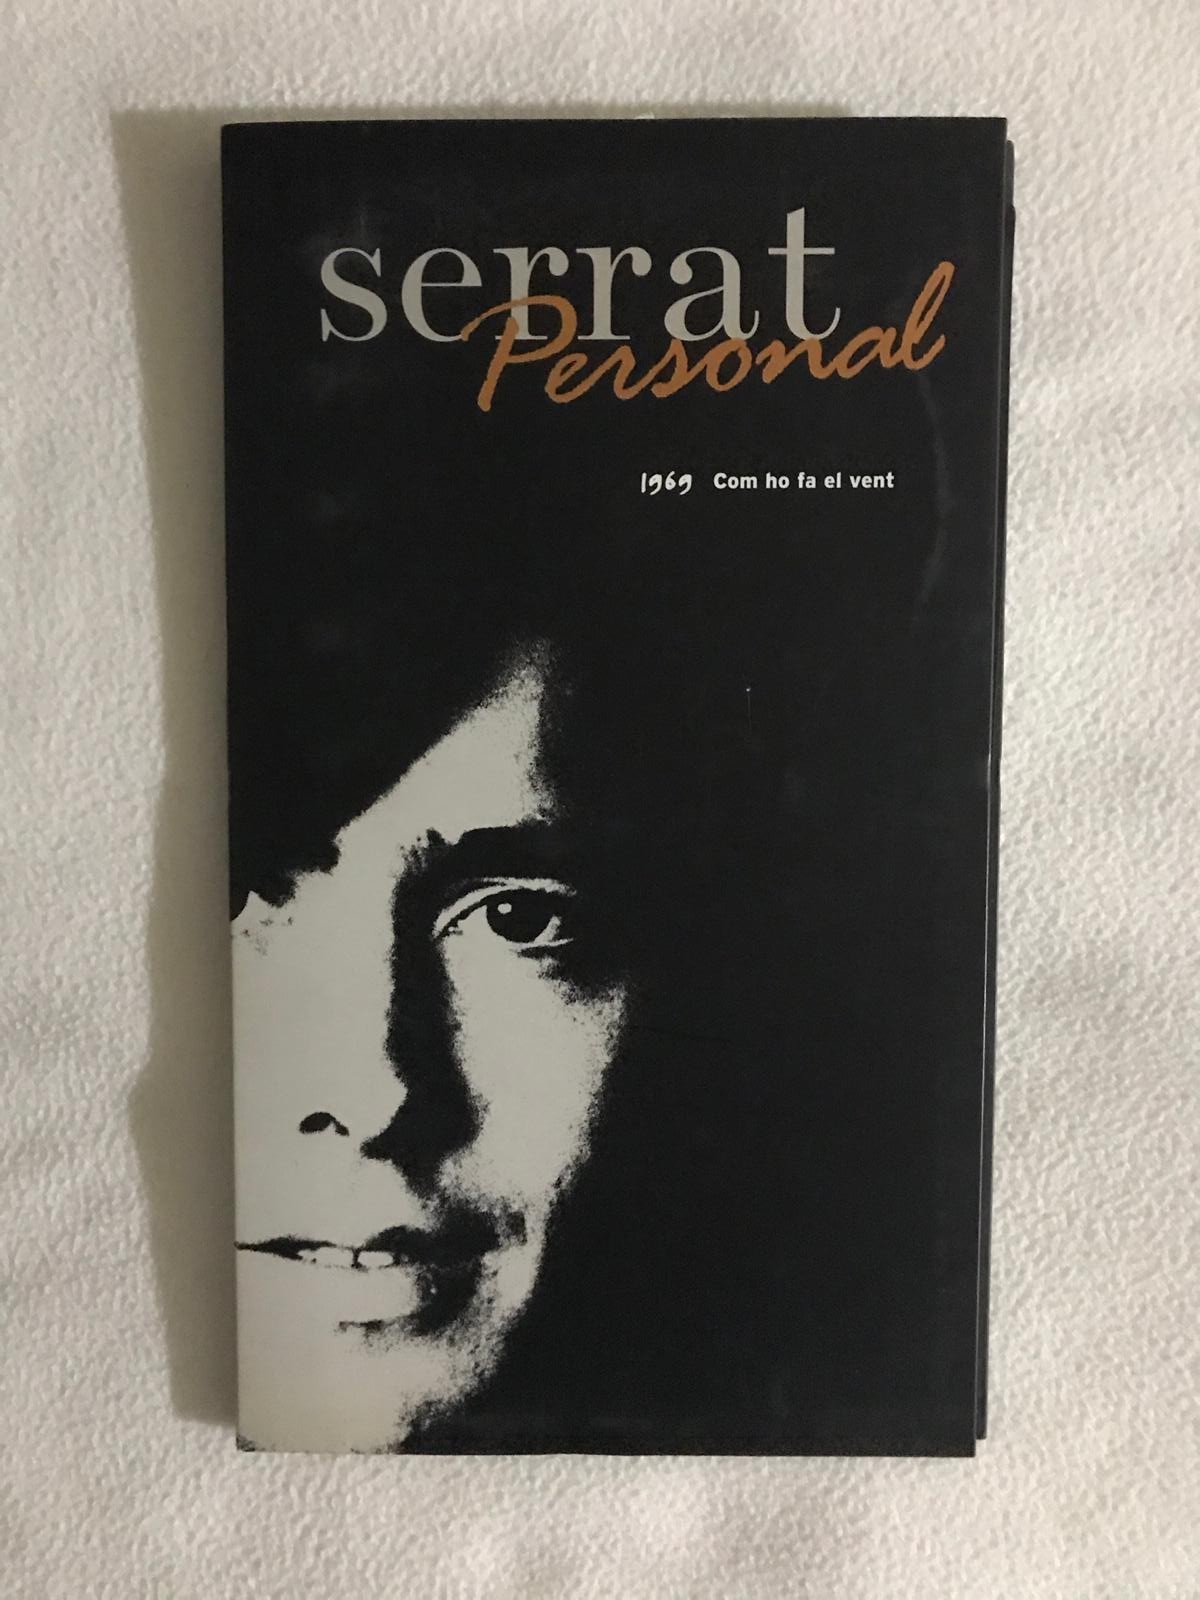 serrat
Personal
1969 Com ho fa el vent